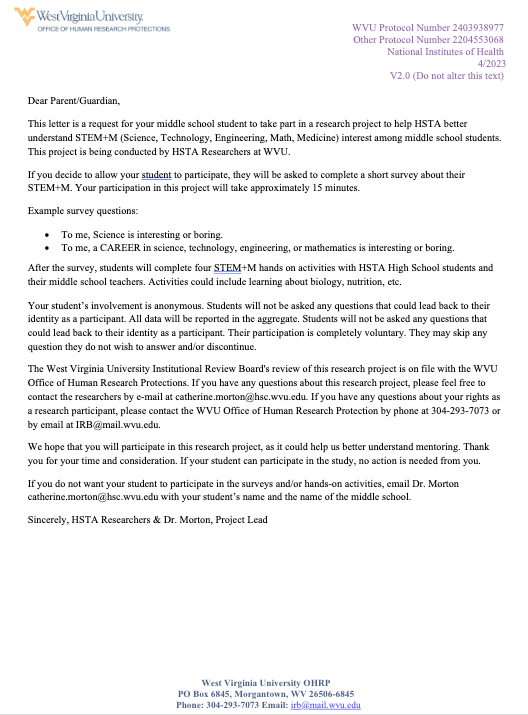 West Virginia University.
OFFICE OF HUMAN RESEARCH PROTECTIONS
WVU Protocol Number 2403938977
Other Protocol Number 2204553068
National Institutes of Health
4/2023
V2.0 (Do not alter this text)
Dear Parent/Guardian,
This letter is a request for your middle school student to take part in a research project to help HSTA better
understand STEM+M (Science, Technology, Engineering, Math, Medicine) interest among middle school students.
This project is being conducted by HSTA Researchers at WVU.
If you decide to allow your student to participate, they will be asked to complete a short survey about their
STEM+M. Your participation in this project will take approximately 15 minutes.
Example survey questions:
• To me, Science is interesting or boring.
• To me, a CAREER in science, technology, engineering, or mathematics is interesting or boring.
After the survey, students will complete four STEM+M hands on activities with HSTA High School students and
their middle school teachers. Activities could include learning about biology, nutrition, etc.
Your student's involvement is anonymous. Students will not be asked any questions that could lead back to their
identity as a participant. All data will be reported in the aggregate. Students will not be asked any questions that
could lead back to their identity as a participant. Their participation is completely voluntary. They may skip any
question they do not wish to answer and/or discontinue.
The West Virginia University Institutional Review Board's review of this research project is on file with the WVU
Office of Human Research Protections. If you have any questions about this research project, please feel free to
contact the researchers by e-mail at catherine.morton@hsc.wvu.edu. If you have any questions about your rights as
a research participant, please contact the WVU Office of Human Research Protection by phone at 304-293-7073 or
by email at IRB@mail.wvu.edu.
We hope that you will participate in this research project, as it could help us better understand mentoring. Thank
you for your time and consideration. If your student can participate in the study, no action is needed from you.
If you do not want your student to participate in the surveys and/or hands-on activities, email Dr. Morton
catherine.morton@hsc.wvu.edu with your student's name and the name of the middle school.
Sincerely, HSTA Researchers & Dr. Morton, Project Lead
West Virginia University OHRP
PO Box 6845, Morgantown, WV 26506-6845
Phone: 304-293-7073 Email: irb@mail.wvu.edu